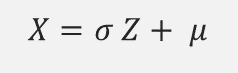 X = σ Z + μ